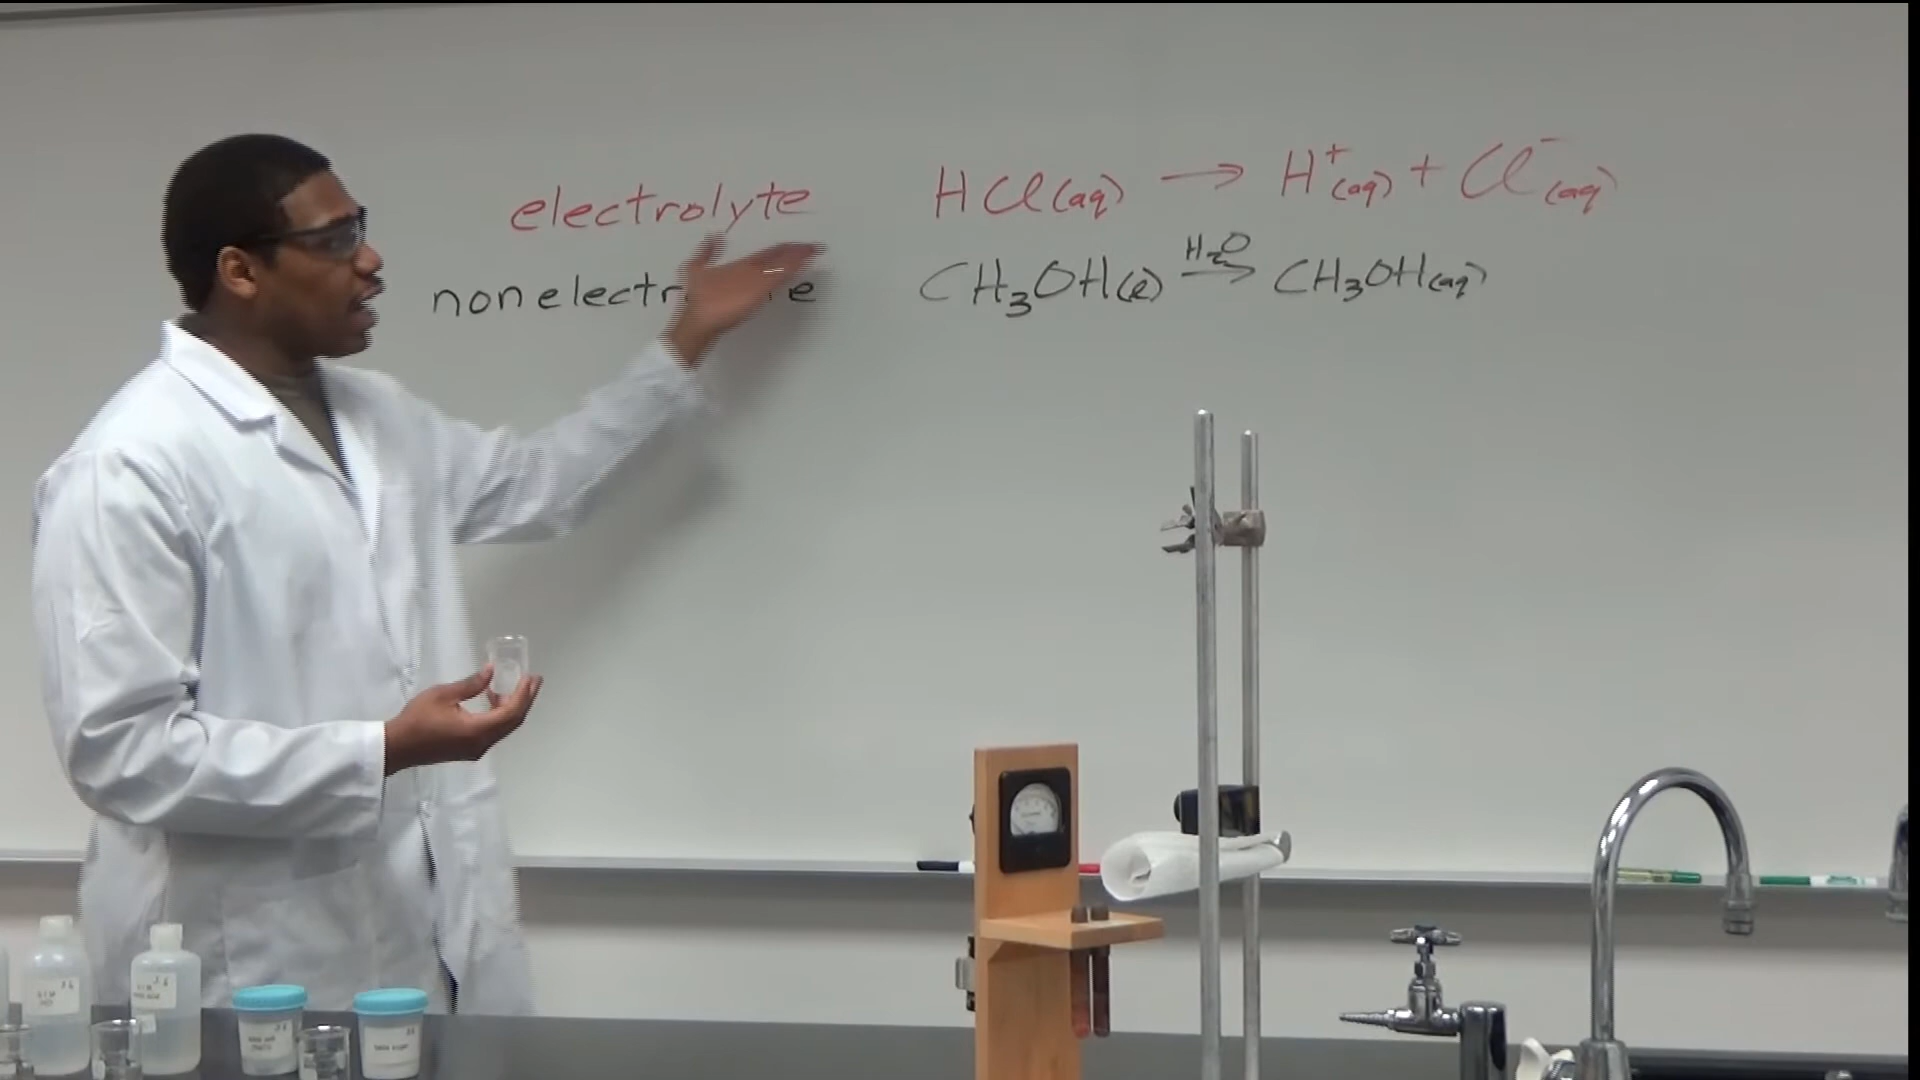 electrolyte HCl(aq) → H⁺(aq) + Cl⁻(aq)
H₂O
CH₃OH(l) → CH₃OH(aq)